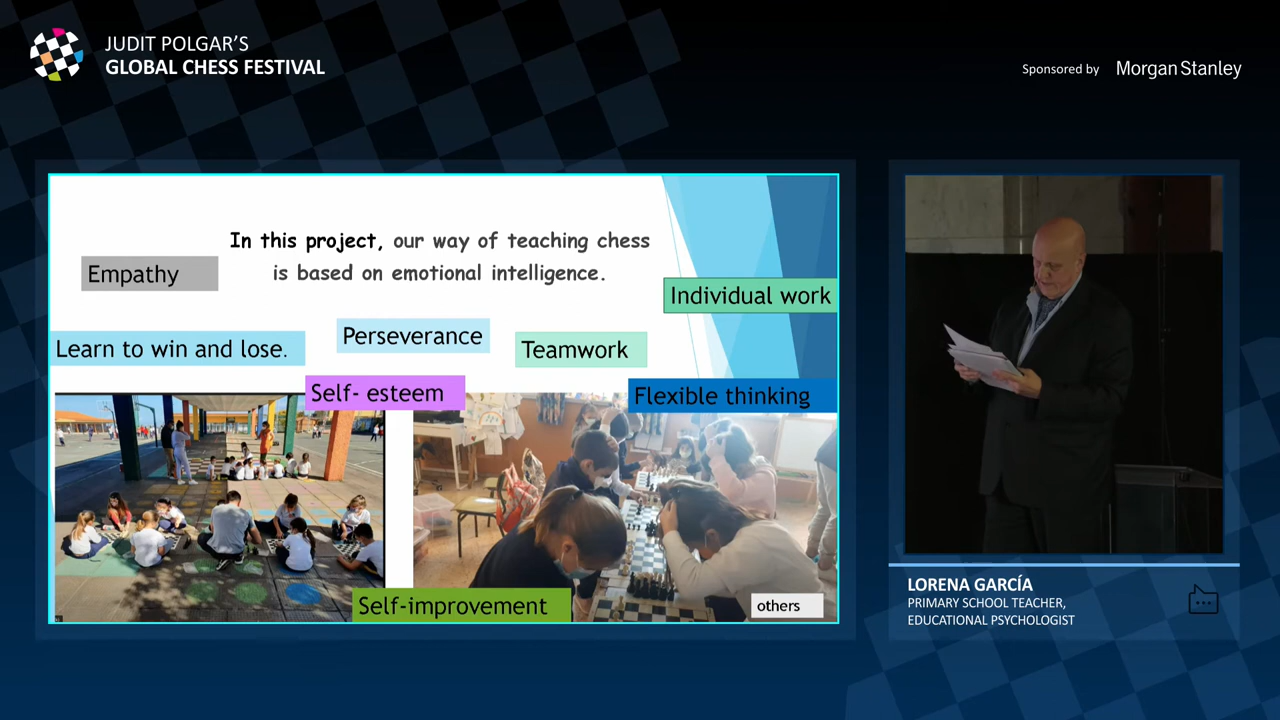 JUDIT POLGAR'S
GLOBAL CHESS FESTIVAL
Sponsored by Morgan Stanley
In this project, our way of teaching chess
is based on emotional intelligence.
Empathy
Individual work
Learn to win and lose.
Perseverance
Teamwork
Self- esteem
Flexible thinking
Self-improvement
others
LORENA GARCÍA
PRIMARY SCHOOL TEACHER,
EDUCATIONAL PSYCHOLOGIST